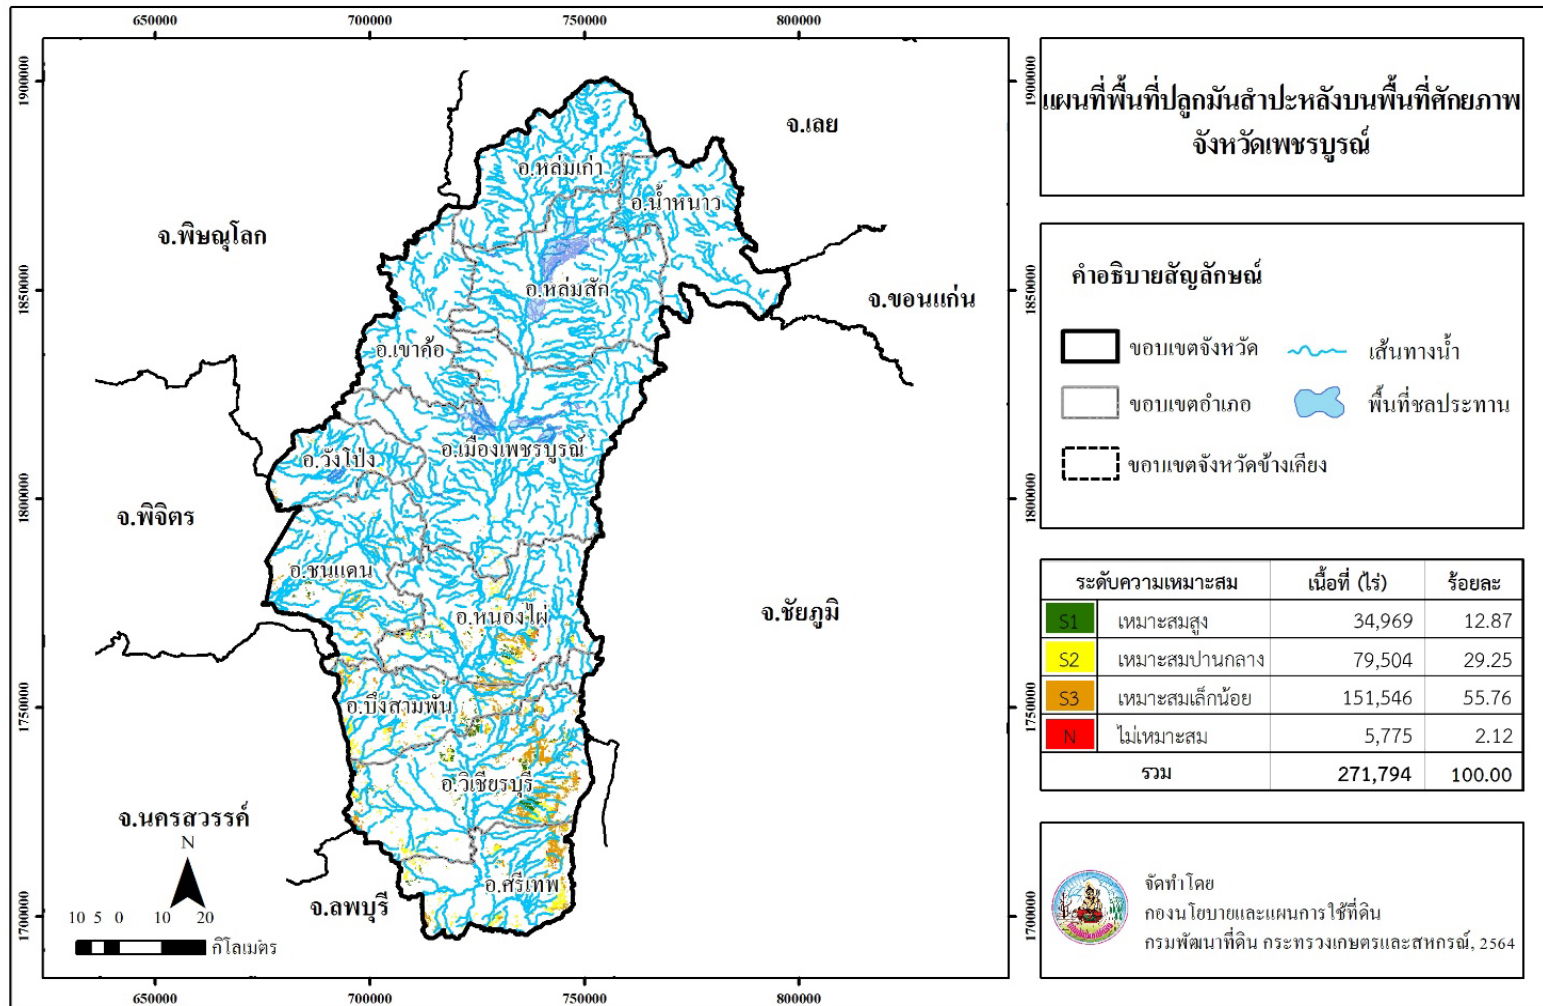 650000 700000 750000 800000
1900000
1850000
1800000
1750000
1700000
จ.เลย
จ.พิษณุโลก
จ.ขอนแก่น
จ.พิจิตร
จ.ชัยภูมิ
จ.นครสวรรค์
จ.ลพบุรี
อ.หล่มเก่า
อ.น้ำหนาว
อ.หล่มสัก
อ.เขาค้อ
อ.เมืองเพชรบูรณ์
อ.วังโป่ง
อ.ชนแดน
อ.หนองไผ่
อ.บึงสามพัน
อ.วิเชียรบุรี
อ.ศรีเทพ
N
10 5 0 10 20
กิโลเมตร
1900000
1850000
1800000
1750000
1700000
650000 700000 750000 800000
แผนที่พื้นที่ปลูกมันสำปะหลังบนพื้นที่ศักยภาพ
จังหวัดเพชรบูรณ์
คำอธิบายสัญลักษณ์
ขอบเขตจังหวัด เส้นทางน้ำ
ขอบเขตอำเภอ พื้นที่ชลประทาน
ขอบเขตจังหวัดข้างเคียง
ระดับความเหมาะสม เนื้อที่ (ไร่) ร้อยละ
S1 เหมาะสมสูง 34,969 12.87
S2 เหมาะสมปานกลาง 79,504 29.25
S3 เหมาะสมเล็กน้อย 151,546 55.76
N ไม่เหมาะสม 5,775 2.12
รวม 271,794 100.00
จัดทำโดย
กองนโยบายและแผนการใช้ที่ดิน
กรมพัฒนาที่ดิน กระทรวงเกษตรและสหกรณ์, 2564